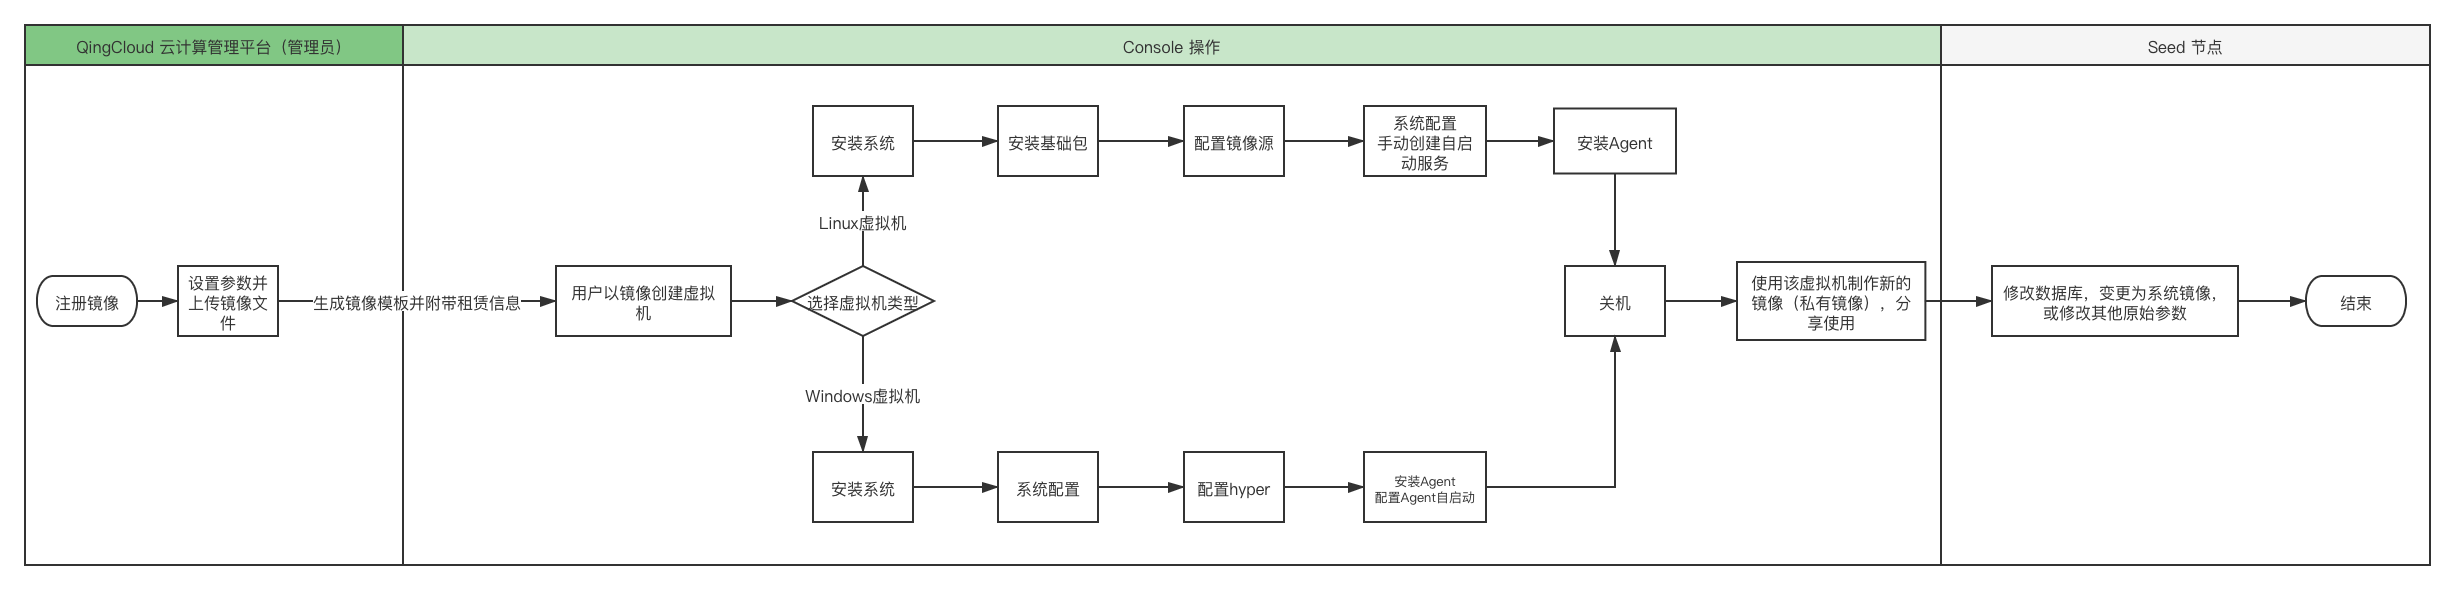 QingCloud 云计算管理平台（管理员）
Console 操作
Seed 节点
注册镜像
设置参数并
上传镜像文
件
生成镜像模板并附带租赁信息
用户以镜像创建虚拟
机
选择虚拟机类型
Linux虚拟机
安装系统
安装基础包
配置镜像源
系统配置
手动创建自启
动服务
安装Agent
Windows虚拟机
安装系统
系统配置
配置hyper
安装Agent
配置Agent自启动
关机
使用该虚拟机制作新的
镜像（私有镜像），分
享使用
修改数据库，变更为系统镜像，
或修改其他原始参数
结束